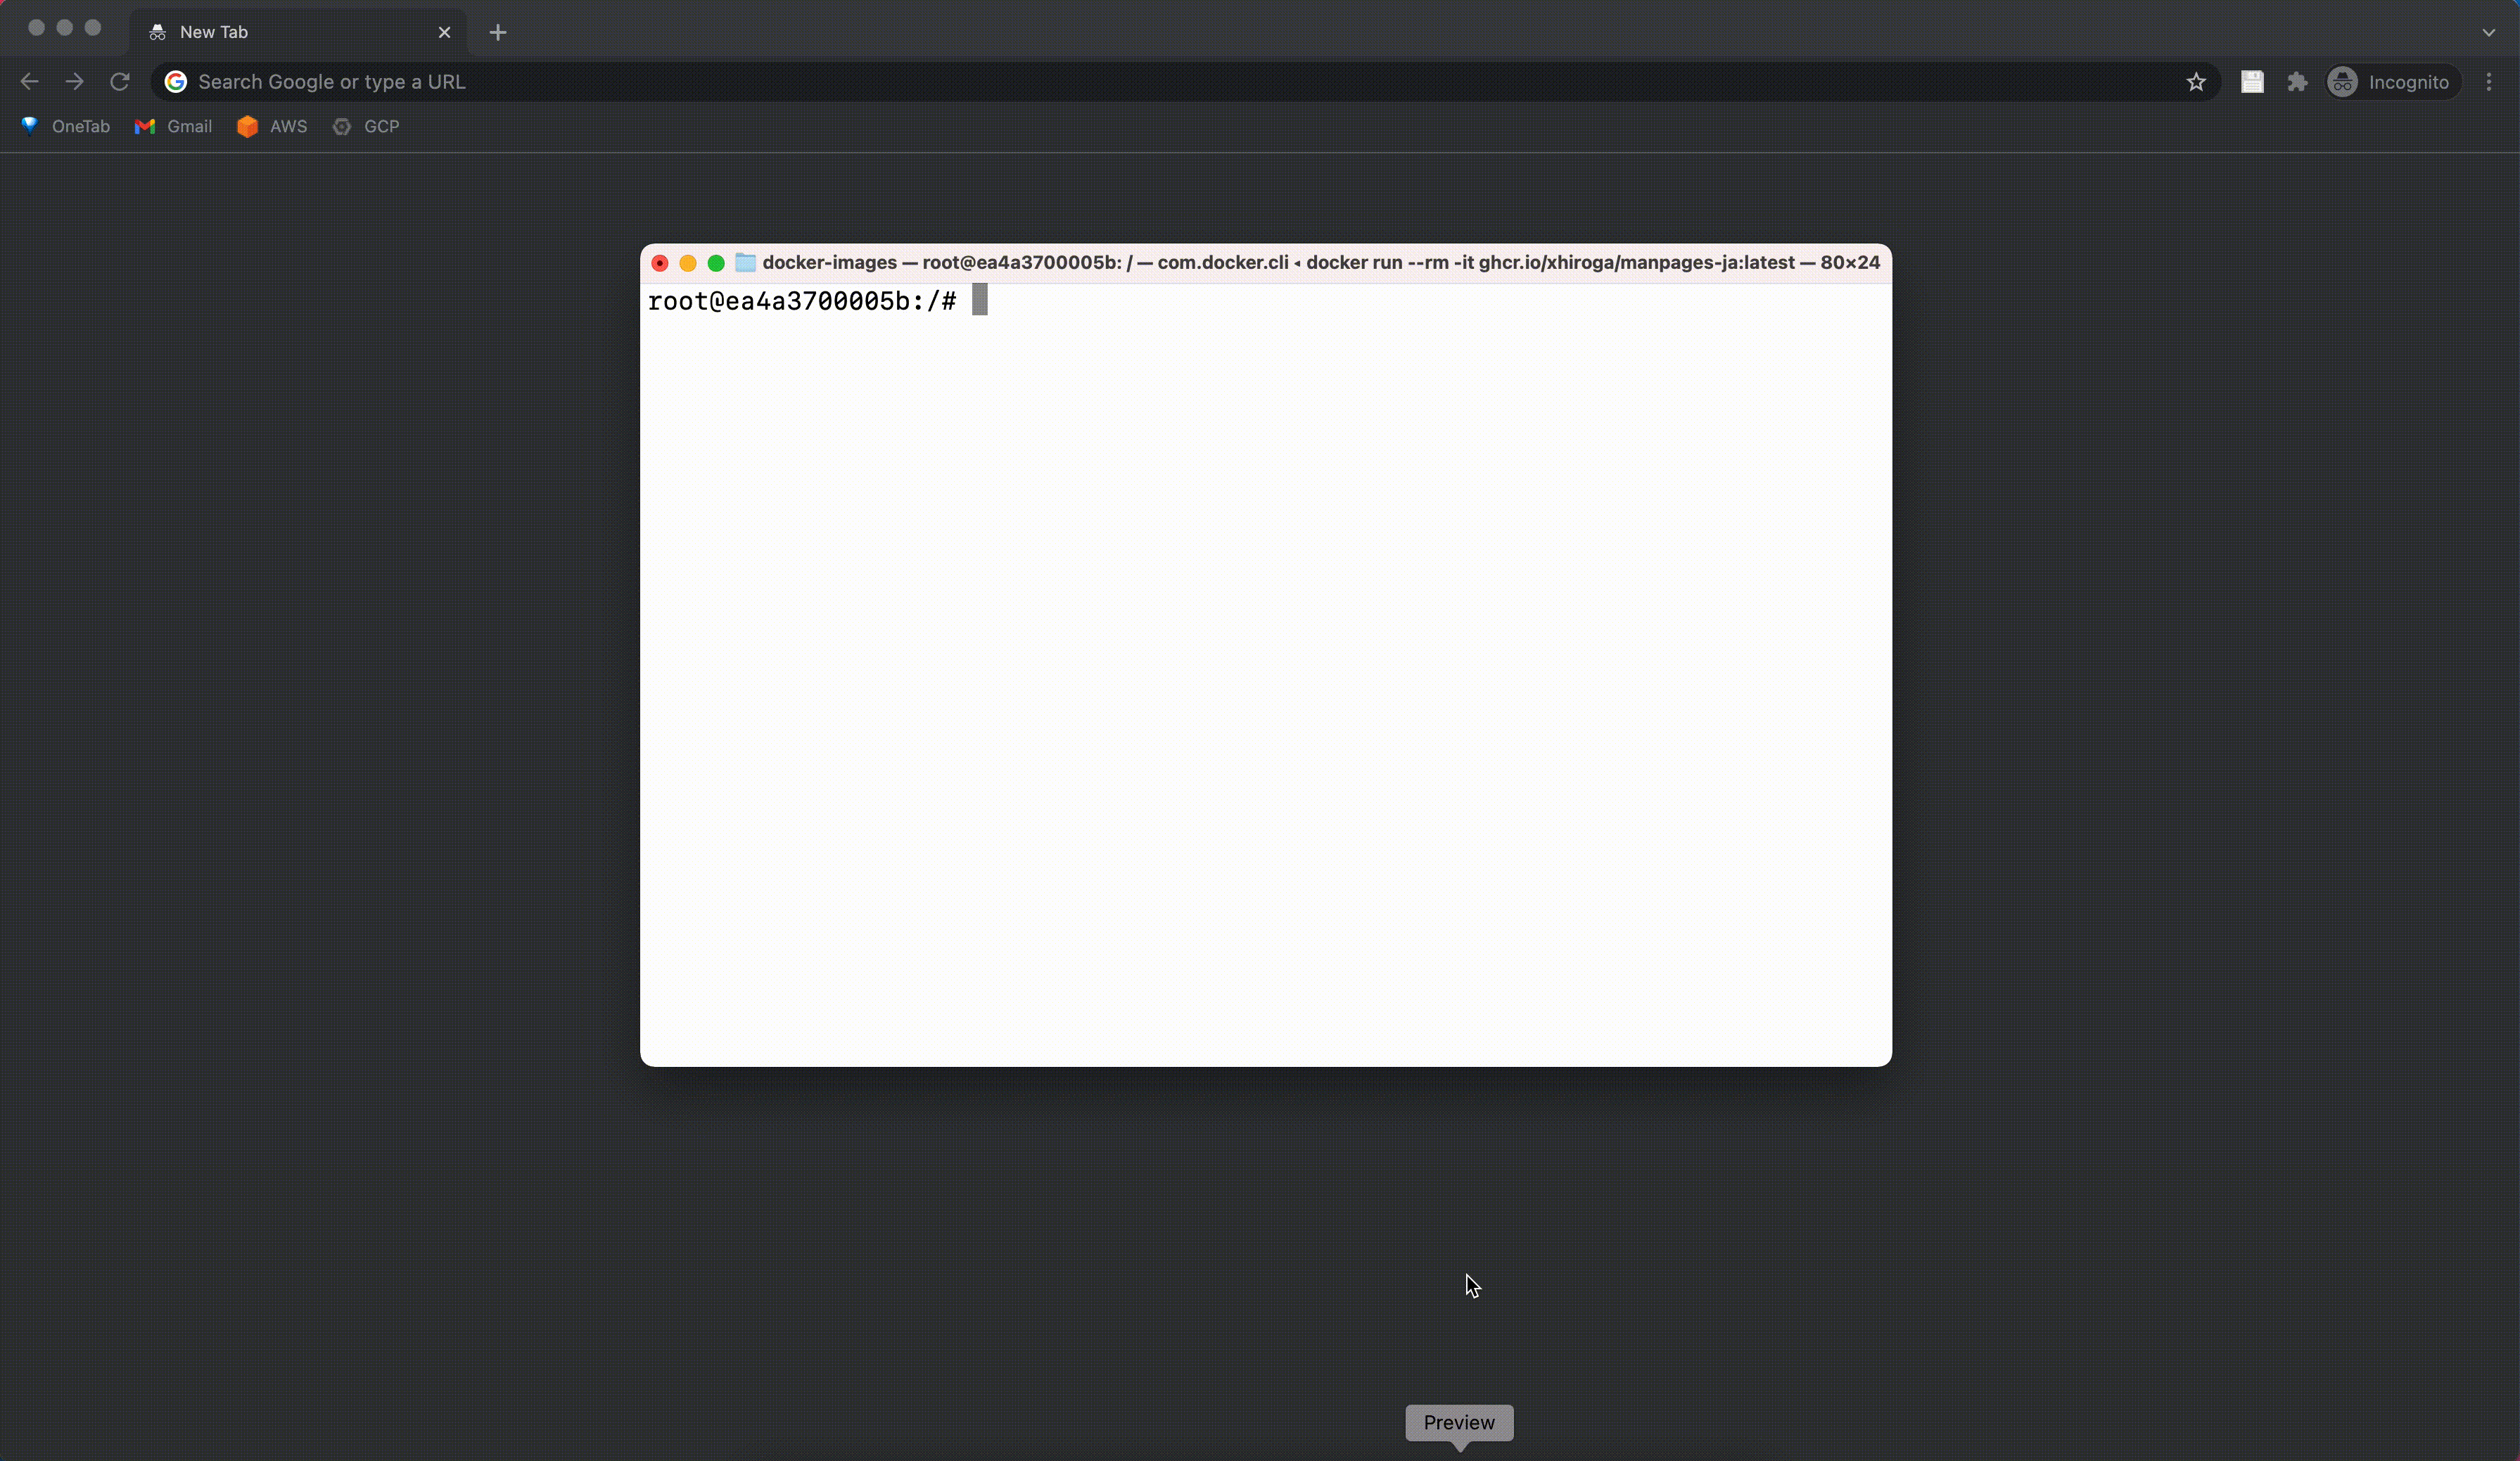 New Tab
Search Google or type a URL
Incognito
OneTab Gmail AWS GCP
docker-images — root@ea4a3700005b: / — com.docker.cli ◂ docker run --rm -it ghcr.io/xhiroga/manpages-ja:latest — 80×24
root@ea4a3700005b:/#
Preview